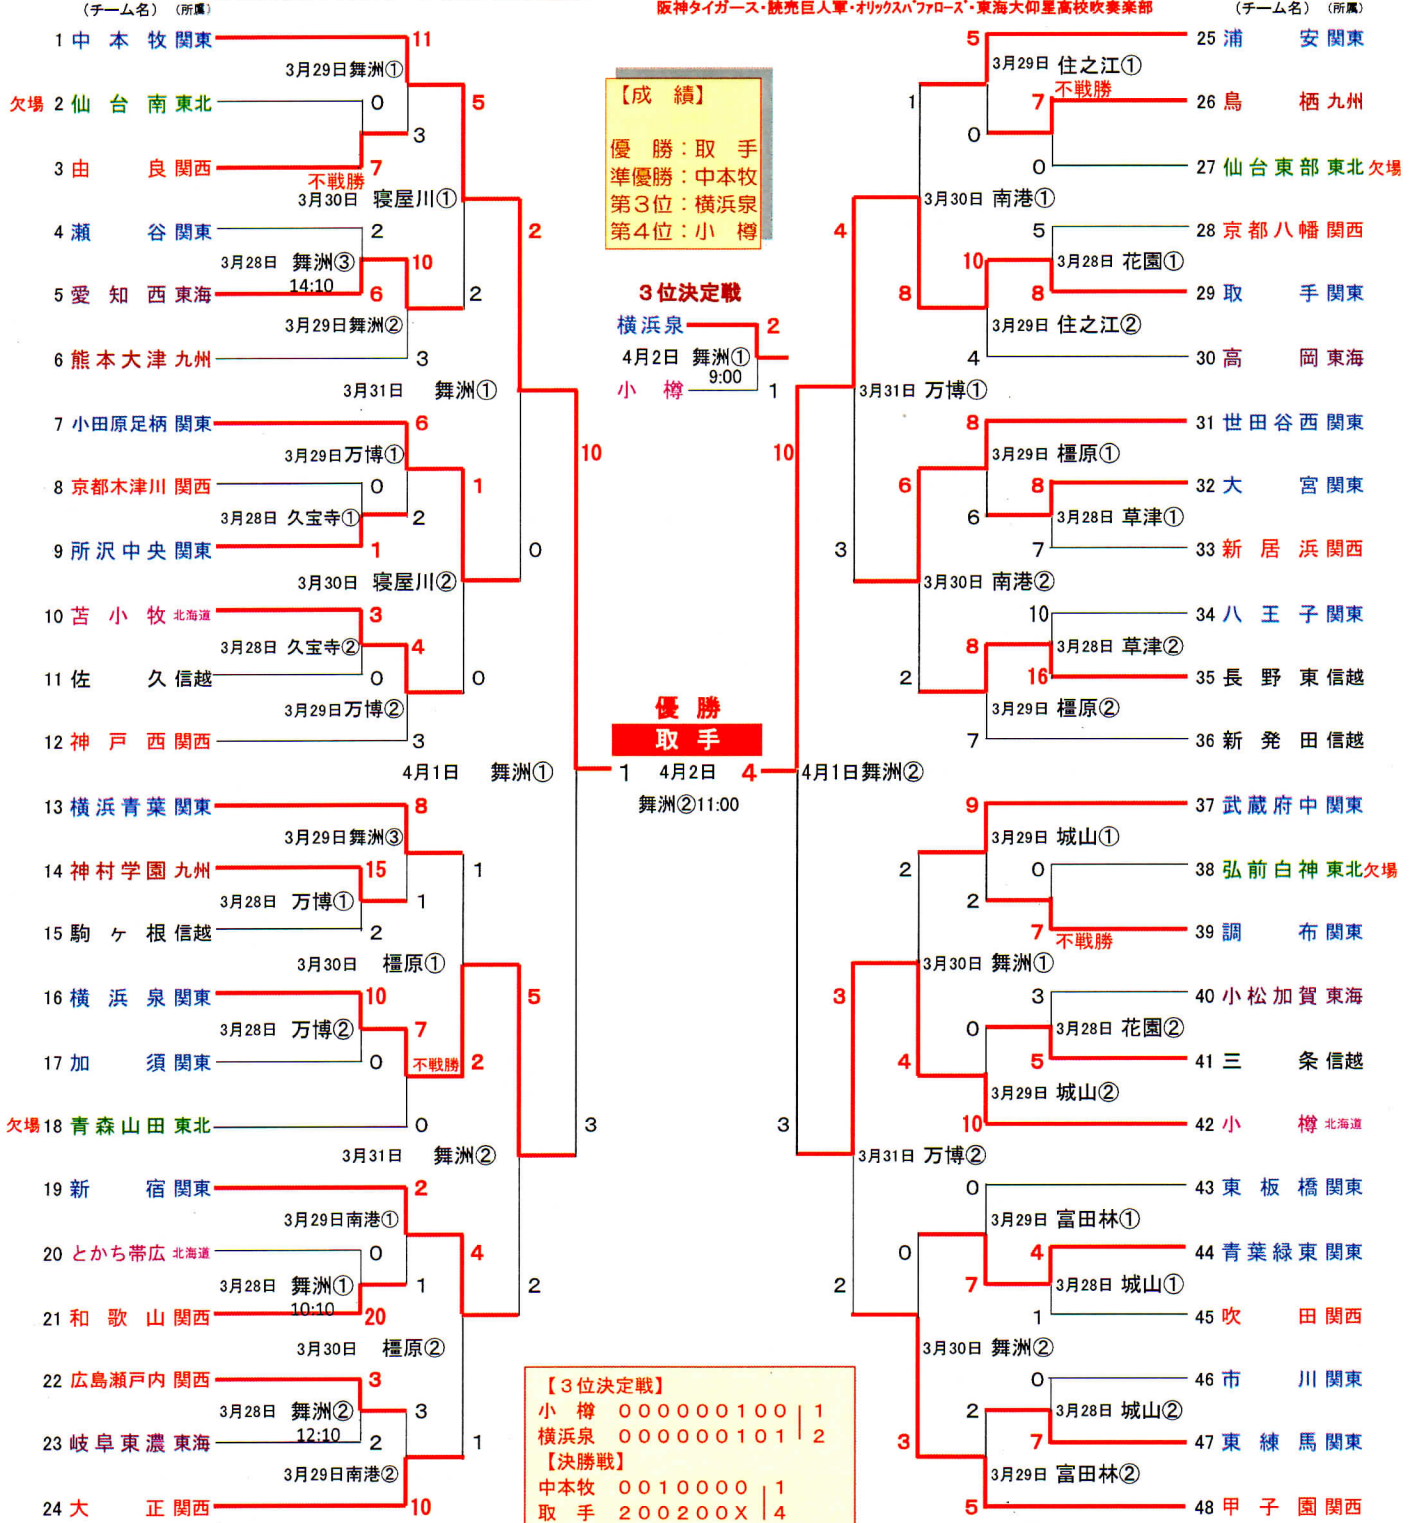 阪神タイガース・読売巨人軍・オリックスバファローズ・東海大仰星高校吹奏楽部
(チーム名) (所属)
1 中本牧 関東 11
3月29日舞洲①
欠場 2 仙台南 東北 0
5
3
3 由良 関西 7
不戦勝
3月30日 寝屋川①
4 瀬谷 関東 2
2
3月28日 舞洲③ 10
14:10
5 愛知西 東海 6
2
3月29日舞洲②
6 熊本大津 九州 3
3月31日 舞洲①
7 小田原足柄 関東 6
3月29日万博①
10
8 京都木津川 関西 0
1
3月28日 久宝寺① 2
9 所沢中央 関東 1
0
3月30日 寝屋川②
10 苫小牧 北海道 3
3月28日 久宝寺② 4
11 佐久 信越 0
0
3月29日万博②
12 神戸西 関西 3
4月1日 舞洲①
13 横浜青葉 関東 8
3月29日舞洲③
14 神村学園 九州 15
1
3月28日 万博① 1
15 駒ヶ根 信越 2
3月30日 橿原①
16 横浜泉 関東 10
5
3月28日 万博② 7
17 加須 関東 0
不戦勝 2
欠場 18 青森山田 東北 0
3
3月31日 舞洲②
19 新宿 関東 2
3月29日南港①
20 とかち帯広 北海道 0
4
3月28日 舞洲① 1
10:10
2
21 和歌山 関西 20
3月30日 橿原②
22 広島瀬戸内 関西 3
3月28日 舞洲② 3
12:10
23 岐阜東濃 東海 2
1
3月29日南港②
24 大正 関西 10
【成績】
優勝:取手
準優勝:中本牧
第3位:横浜泉
第4位:小樽
3位決定戦
横浜泉 2
4月2日 舞洲①
9:00
小樽 1
優勝
取手
1 4月2日 4
舞洲②11:00
【3位決定戦】
小樽 000000100 1
横浜泉 000000101 2
【決勝戦】
中本牧 0010000 1
取手 200200X 4
(チーム名) (所属)
5 25 浦安 関東
3月29日 住之江①
不戦勝
1
7 26 鳥栖 九州
0
0 27 仙台東部 東北 欠場
3月30日 南港①
4
5 28 京都八幡 関西
10 3月28日 花園①
8
8 29 取手 関東
3月29日 住之江②
4 30 高岡 東海
3月31日 万博①
8 31 世田谷西 関東
10
3月29日 橿原①
6
8 32 大宮 関東
6 3月28日 草津①
3
7 33 新居浜 関西
3月30日 南港②
10 34 八王子 関東
8 3月28日 草津②
2
16 35 長野東 信越
3月29日 橿原②
7 36 新発田 信越
4月1日舞洲②
9 37 武蔵府中 関東
3月29日 城山①
2
0 38 弘前白神 東北 欠場
2
7 39 調布 関東
不戦勝
3月30日 舞洲①
3
3 40 小松加賀 東海
0 3月28日 花園②
4
5 41 三条 信越
3月29日 城山②
10 42 小樽 北海道
3
3月31日 万博②
0 43 東板橋 関東
3月29日 富田林①
0
4 44 青葉緑東 関東
7 3月28日 城山①
2
1 45 吹田 関西
3月30日 舞洲②
0 46 市川 関東
2 3月28日 城山②
3
7 47 東練馬 関東
3月29日 富田林②
5 48 甲子園 関西